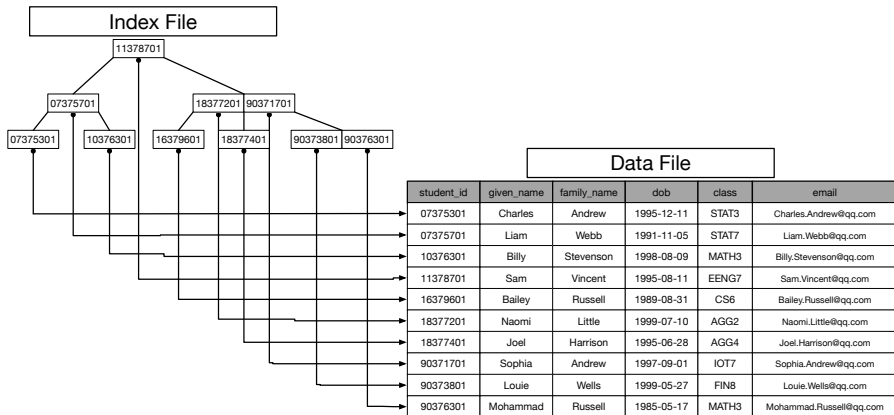 Index File
11378701
07375701
18377201 90371701
07375301 10376301 16379601 18377401 90373801 90376301
Data File
student_id given_name family_name dob class email
07375301 Charles Andrew 1995-12-11 STAT3 Charles.Andrew@qq.com
07375701 Liam Webb 1991-11-05 STAT7 Liam.Webb@qq.com
10376301 Billy Stevenson 1998-08-09 MATH3 Billy.Stevenson@qq.com
11378701 Sam Vincent 1995-08-11 EENG7 Sam.Vincent@qq.com
16379601 Bailey Russell 1989-08-31 CS6 Bailey.Russell@qq.com
18377201 Naomi Little 1999-07-10 AGG2 Naomi.Little@qq.com
18377401 Joel Harrison 1995-06-28 AGG4 Joel.Harrison@qq.com
90371701 Sophia Andrew 1997-09-01 IOT7 Sophia.Andrew@qq.com
90373801 Louie Wells 1999-05-27 FIN8 Louie.Wells@qq.com
90376301 Mohammad Russell 1985-05-17 MATH3 Mohammad.Russell@qq.com